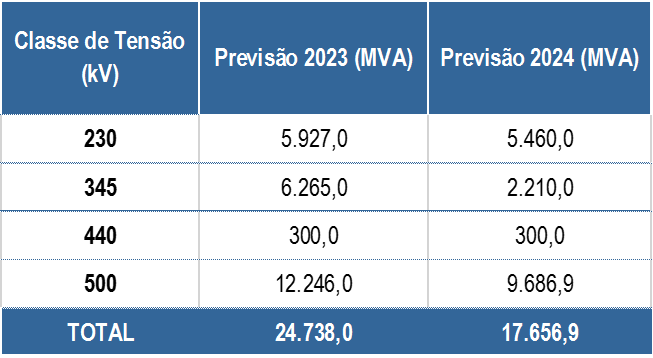 Classe de Tensão (kV) Previsão 2023 (MVA) Previsão 2024 (MVA)
230 5.927,0 5.460,0
345 6.265,0 2.210,0
440 300,0 300,0
500 12.246,0 9.686,9
TOTAL 24.738,0 17.656,9